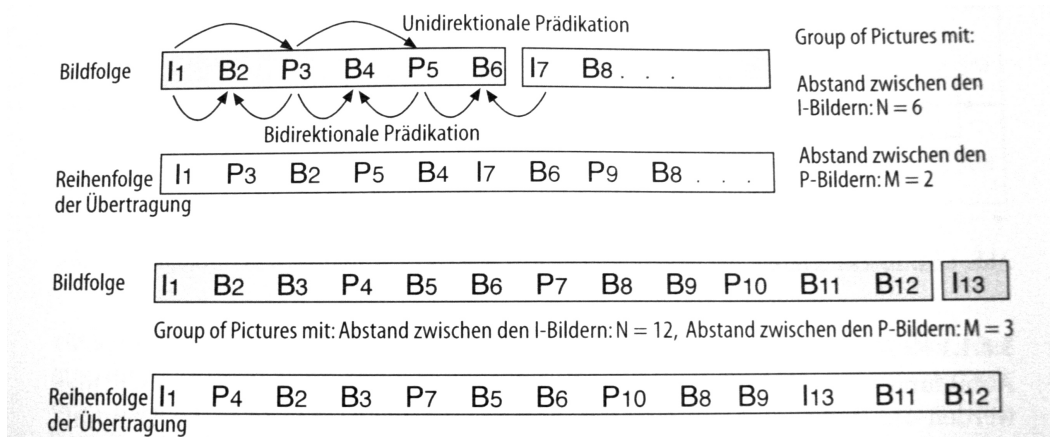 Unidirektionale Prädikation
Bildfolge I1 B2 P3 B4 P5 B6 I7 B8 . . .
Bidirektionale Prädikation
Reihenfolge der Übertragung I1 P3 B2 P5 B4 I7 B6 P9 B8 . . .
Group of Pictures mit:
Abstand zwischen den
I-Bildern: N = 6
Abstand zwischen den
P-Bildern: M = 2
Bildfolge I1 B2 B3 P4 B5 B6 P7 B8 B9 P10 B11 B12 I13
Group of Pictures mit: Abstand zwischen den I-Bildern: N = 12, Abstand zwischen den P-Bildern: M = 3
Reihenfolge I1 P4 B2 B3 P7 B5 B6 P10 B8 B9 I13 B11 B12
der Übertragung